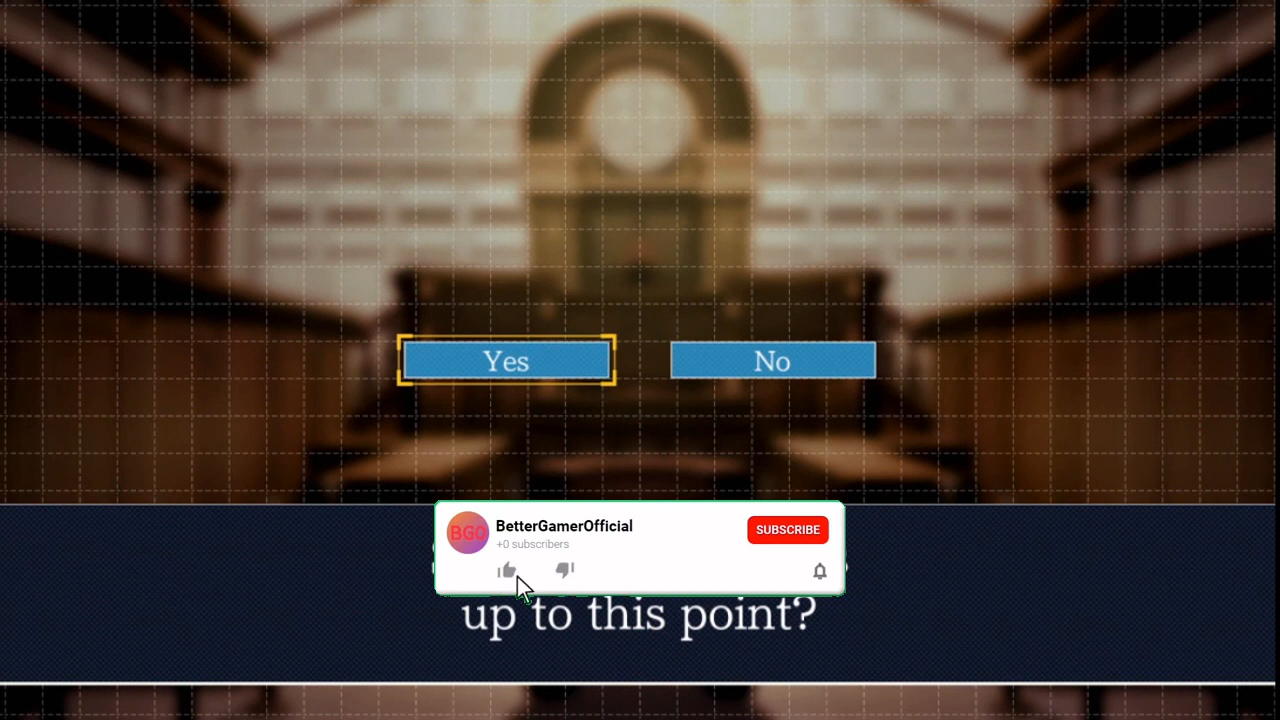 Yes
No
BGO
BetterGamerOfficial
+0 subscribers
SUBSCRIBE
up to this point?